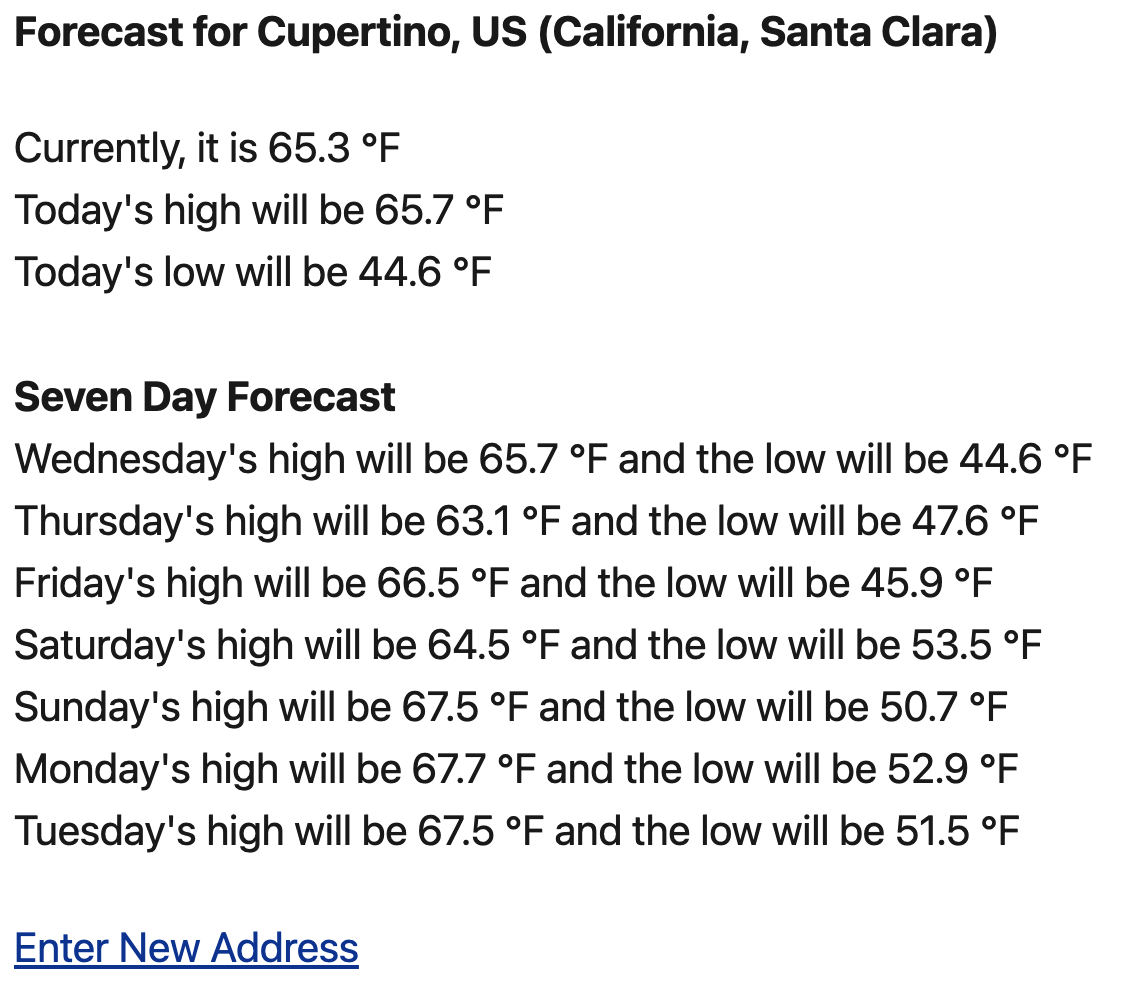 Forecast for Cupertino, US (California, Santa Clara)
Currently, it is 65.3 °F
Today's high will be 65.7 °F
Today's low will be 44.6 °F
Seven Day Forecast
Wednesday's high will be 65.7 °F and the low will be 44.6 °F
Thursday's high will be 63.1 °F and the low will be 47.6 °F
Friday's high will be 66.5 °F and the low will be 45.9 °F
Saturday's high will be 64.5 °F and the low will be 53.5 °F
Sunday's high will be 67.5 °F and the low will be 50.7 °F
Monday's high will be 67.7 °F and the low will be 52.9 °F
Tuesday's high will be 67.5 °F and the low will be 51.5 °F
Enter New Address